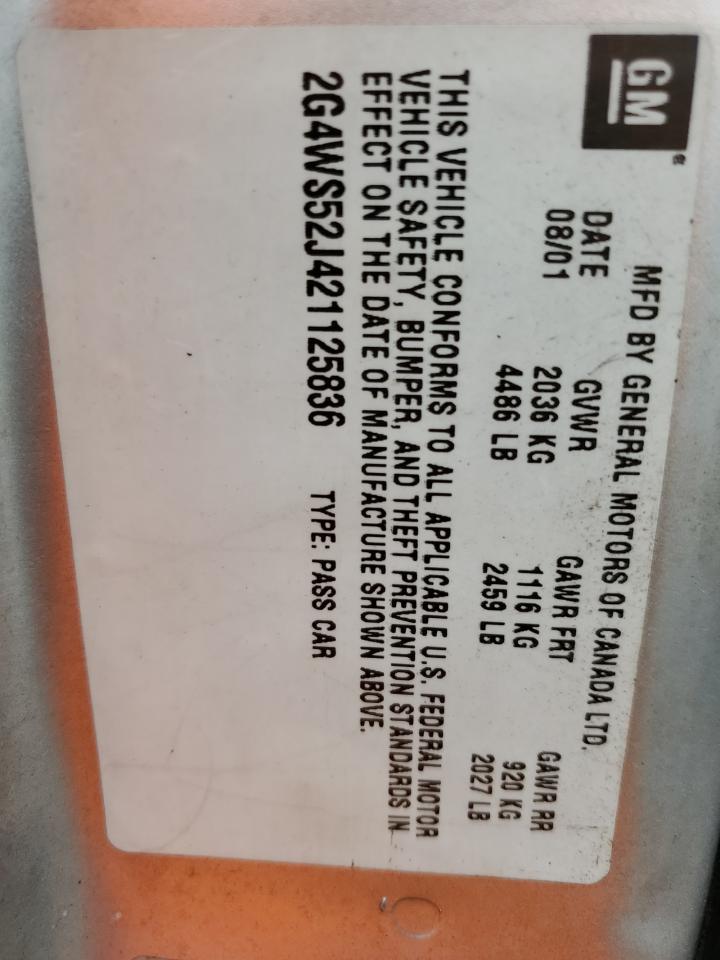 GM
MFD BY GENERAL MOTORS OF CANADA LTD.
DATE GVWR GAWR FRT GAWR RR
08/01 2036 KG 1116 KG 920 KG
4486 LB 2459 LB 2027 LB
THIS VEHICLE CONFORMS TO ALL APPLICABLE U.S. FEDERAL MOTOR
VEHICLE SAFETY, BUMPER, AND THEFT PREVENTION STANDARDS IN
EFFECT ON THE DATE OF MANUFACTURE SHOWN ABOVE.
2G4WS52J421125836 TYPE: PASS CAR